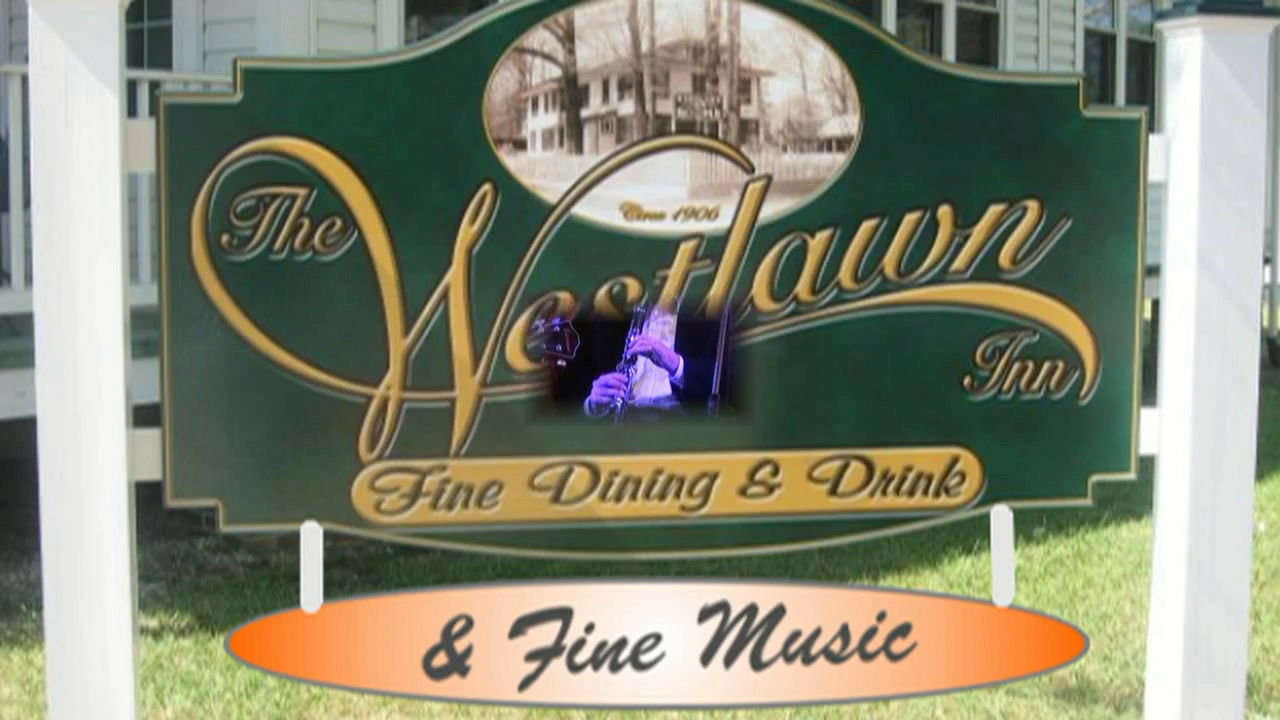 Circa 1906
The Westlawn
Inn
Fine Dining & Drink
& Fine Music